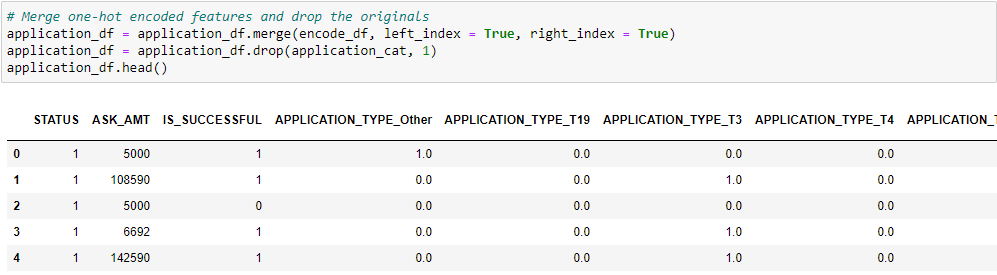 # Merge one-hot encoded features and drop the originals
application_df = application_df.merge(encode_df, left_index = True, right_index = True)
application_df = application_df.drop(application_cat, 1)
application_df.head()
STATUS ASK_AMT IS_SUCCESSFUL APPLICATION_TYPE_Other APPLICATION_TYPE_T19 APPLICATION_TYPE_T3 APPLICATION_TYPE_T4 APPLICATION_
0 1 5000 1 1.0 0.0 0.0 0.0
1 1 108590 1 0.0 0.0 1.0 0.0
2 1 5000 0 0.0 0.0 0.0 0.0
3 1 6692 1 0.0 0.0 1.0 0.0
4 1 142590 1 0.0 0.0 1.0 0.0